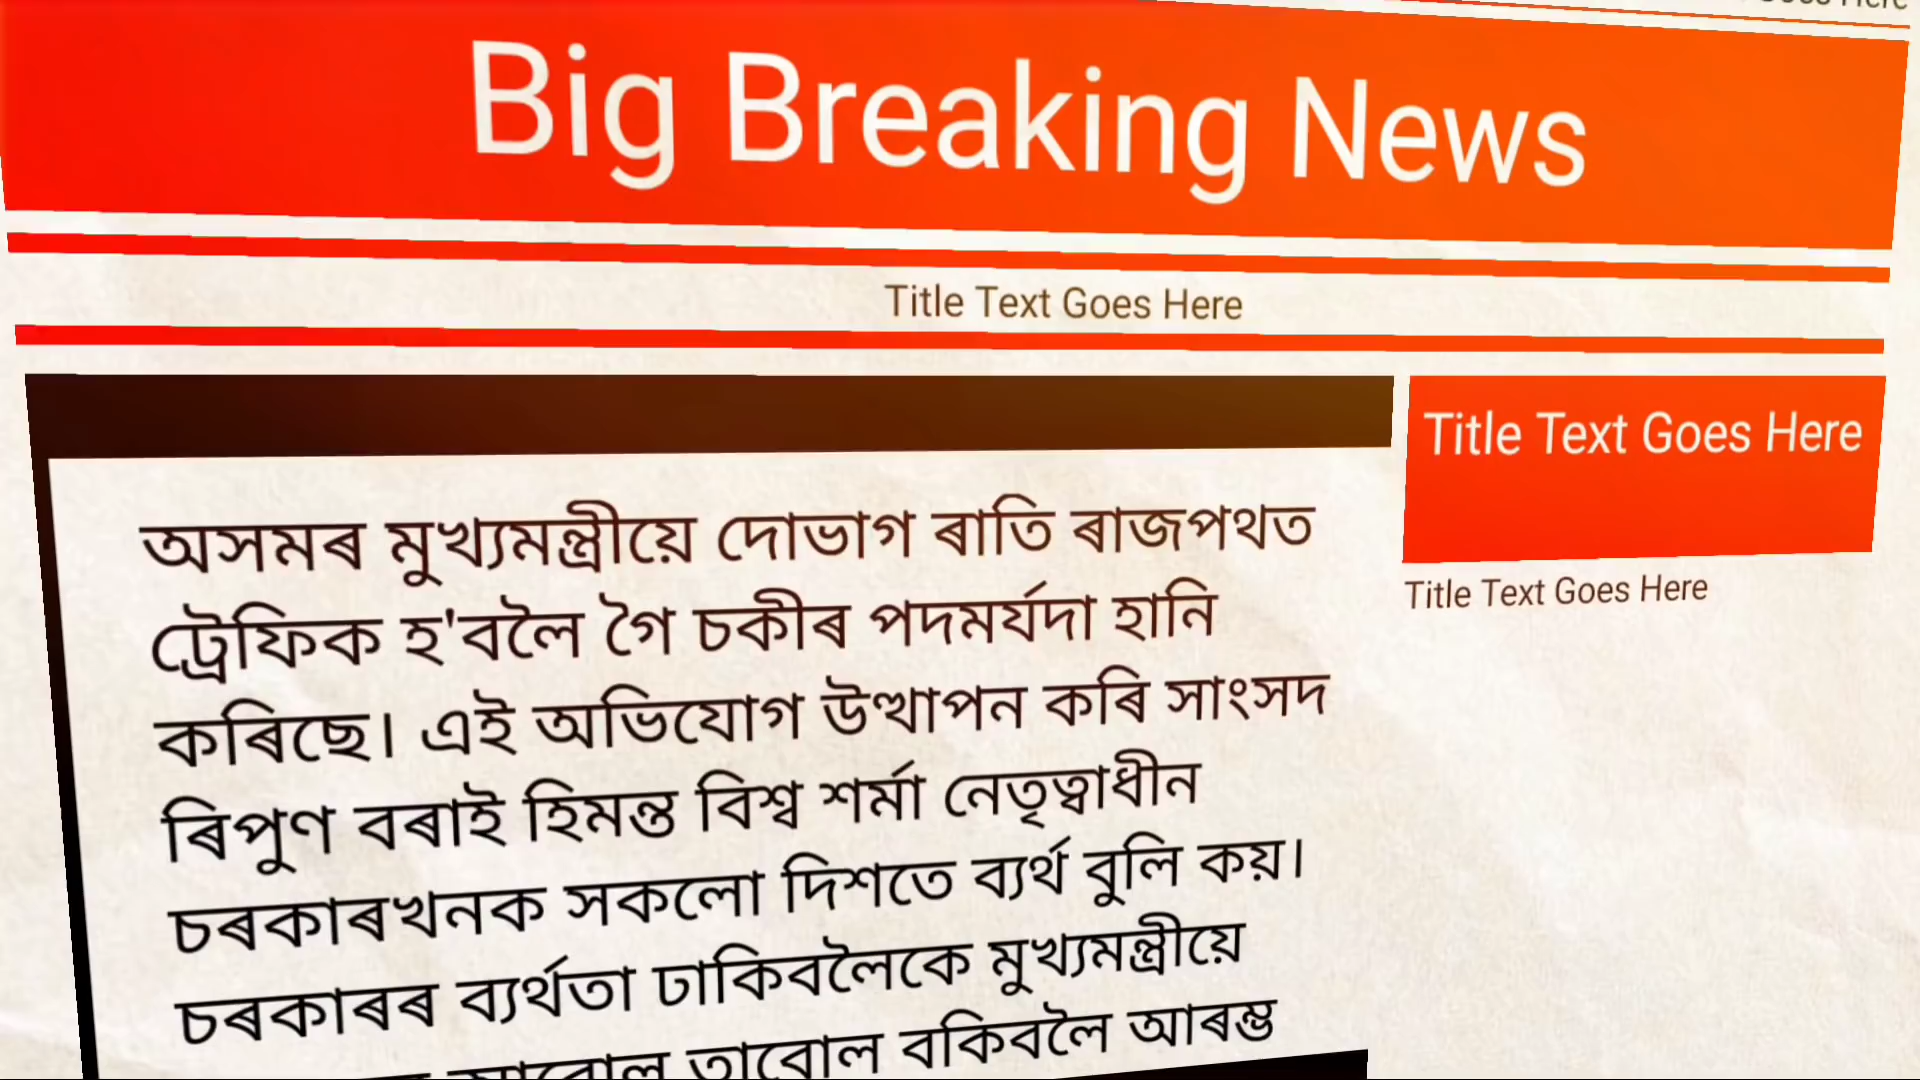 Goes Here
Big Breaking News
Title Text Goes Here
Title Text Goes Here
Title Text Goes Here
অসমৰ মুখ্যমন্ত্ৰীয়ে দোভাগ ৰাতি ৰাজপথত
ট্ৰেফিক হ'বলৈ গৈ চকীৰ পদমৰ্যদা হানি
কৰিছে। এই অভিযোগ উত্থাপন কৰি সাংসদ
ৰিপুণ বৰাই হিমন্ত বিশ্ব শৰ্মা নেতৃত্বাধীন
চৰকাৰখনক সকলো দিশতে ব্যৰ্থ বুলি কয়।
চৰকাৰৰ ব্যৰ্থতা ঢাকিবলৈকে মুখ্যমন্ত্ৰীয়ে
তাবোল বকিবলৈ আৰম্ভ